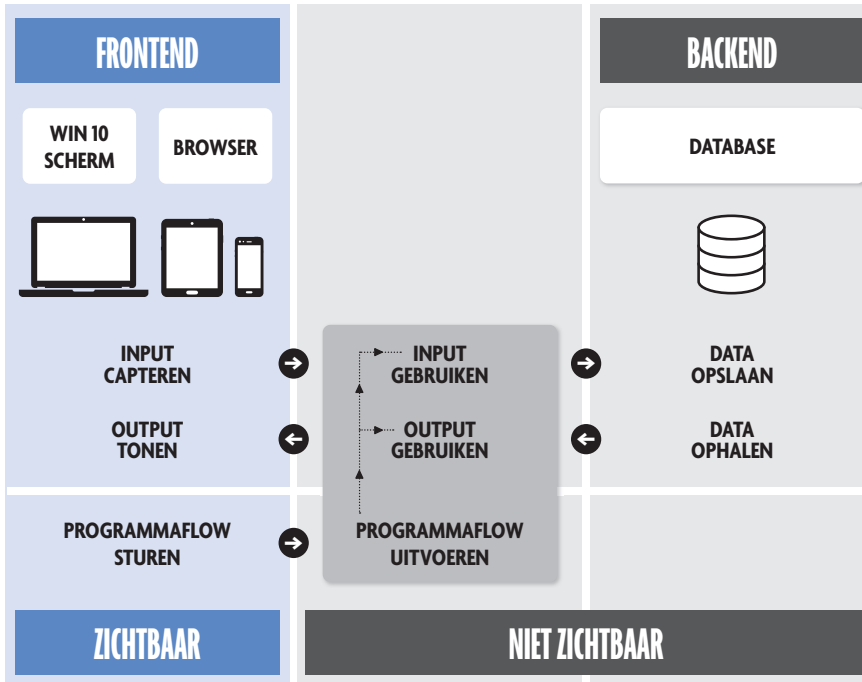 FRONTEND
BACKEND
WIN 10
SCHERM
BROWSER
DATABASE
INPUT
CAPTEREN
INPUT
GEBRUIKEN
DATA
OPSLAAN
OUTPUT
TONEN
OUTPUT
GEBRUIKEN
DATA
OPHALEN
PROGRAMMAFLOW
STUREN
PROGRAMMAFLOW
UITVOEREN
ZICHTBAAR
NIET ZICHTBAAR